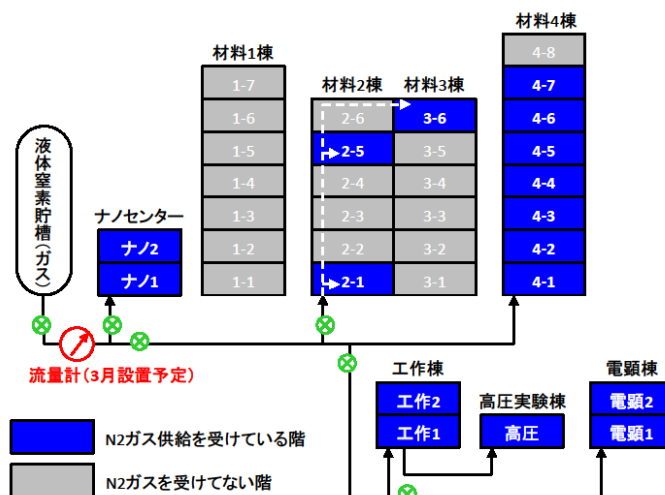 材料4棟
材料1棟
4-8
1-7
材料2棟
材料3棟
4-7
1-6
2-6
3-6
4-6
液体窒素貯槽(ガス)
1-5
2-5
3-5
4-5
1-4
2-4
3-4
4-4
ナノセンター
1-3
2-3
3-3
4-3
ナノ2
1-2
2-2
3-2
4-2
ナノ1
1-1
2-1
3-1
4-1
流量計(3月設置予定)
工作棟
電顕棟
工作2
高圧実験棟
電顕2
N2ガス供給を受けている階
工作1
高圧
電顕1
N2ガスを受けてない階